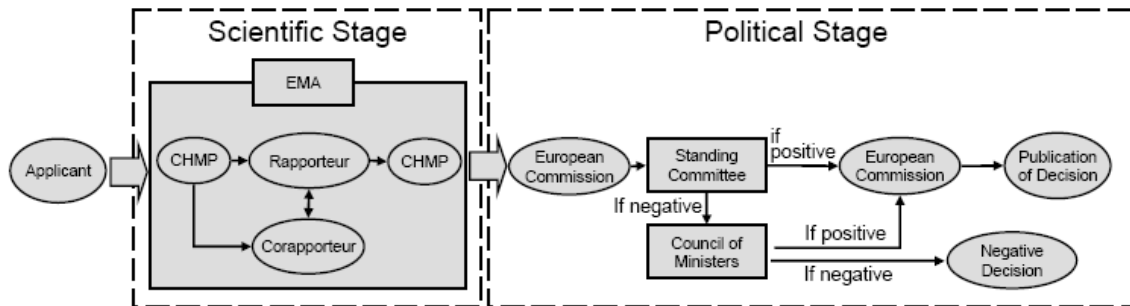 Scientific Stage
Political Stage
EMA
Applicant
CHMP
Rapporteur
CHMP
Corapporteur
European
Commission
Standing
Committee
if
positive
European
Commission
Publication
of Decision
If negative
Council of
Ministers
If positive
If negative
Negative
Decision